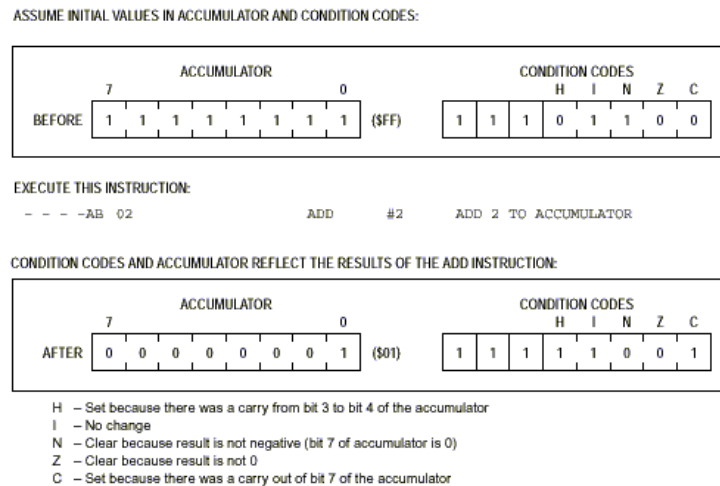 ASSUME INITIAL VALUES IN ACCUMULATOR AND CONDITION CODES:
ACCUMULATOR CONDITION CODES
7 0 H I N Z C
BEFORE 1 1 1 1 1 1 1 1 ($FF) 1 1 1 0 1 1 0 0
EXECUTE THIS INSTRUCTION:
- - - -AB 02 ADD #2 ADD 2 TO ACCUMULATOR
CONDITION CODES AND ACCUMULATOR REFLECT THE RESULTS OF THE ADD INSTRUCTION:
ACCUMULATOR CONDITION CODES
7 0 H I N Z C
AFTER 0 0 0 0 0 0 0 1 ($01) 1 1 1 1 1 0 0 1
H – Set because there was a carry from bit 3 to bit 4 of the accumulator
I – No change
N – Clear because result is not negative (bit 7 of accumulator is 0)
Z – Clear because result is not 0
C – Set because there was a carry out of bit 7 of the accumulator